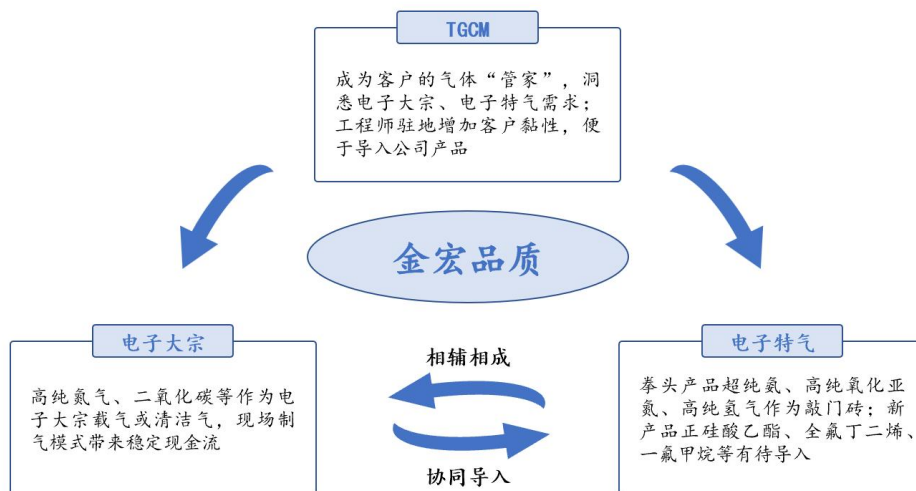 TGCM
成为客户的气体“管家”，洞
悉电子大宗、电子特气需求；
工程师驻地增加客户黏性，便
于导入公司产品
金宏品质
电子大宗
高纯氮气、二氧化碳等作为电
子大宗载气或清洁气，现场制
气模式带来稳定现金流
相辅相成
协同导入
电子特气
拳头产品超纯氨、高纯氧化亚
氮、高纯氢气作为敲门砖；新
产品正硅酸乙酯、全氟丁二烯、
一氟甲烷等有待导入